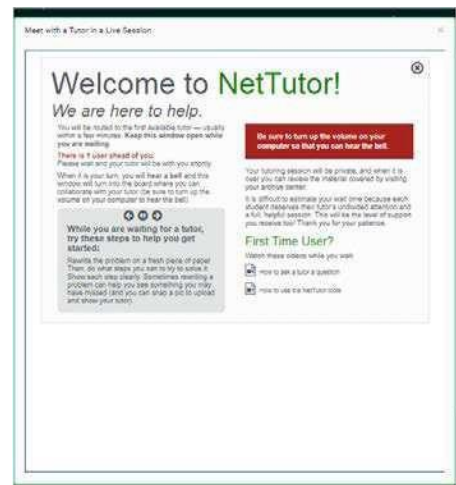 Meet with a Tutor in a Live Session
Welcome to NetTutor!
We are here to help.
You will be routed to the first available tutor — usually
within a few minutes. Keep this window open while
you are waiting.
There is 1 user ahead of you.
Please wait and your tutor will be with you shortly.
When it is your turn, you will hear a bell and this
window will turn into the board where you can
collaborate with your tutor (be sure to turn up the
volume on your computer to hear the bell).
While you are waiting for a tutor,
try these steps to help you get
started:
Rewrite the problem on a fresh piece of paper.
Then, do what steps you can to try to solve it.
Show each step clearly. Sometimes rewriting a
problem can help you see something you may
have missed (and you can snap a pic to upload
and show your tutor).
Be sure to turn up the volume on your
computer so that you can hear the bell.
Your tutoring session will be private, and when it is
over you can review the material covered by visiting
your archive center.
It is difficult to estimate your wait time because each
student deserves their tutor's undivided attention and
a full, helpful session. This will be the level of support
you receive too! Thank you for your patience.
First Time User?
Watch these videos while you wait
How to ask a tutor a question
How to use the NetTutor tools